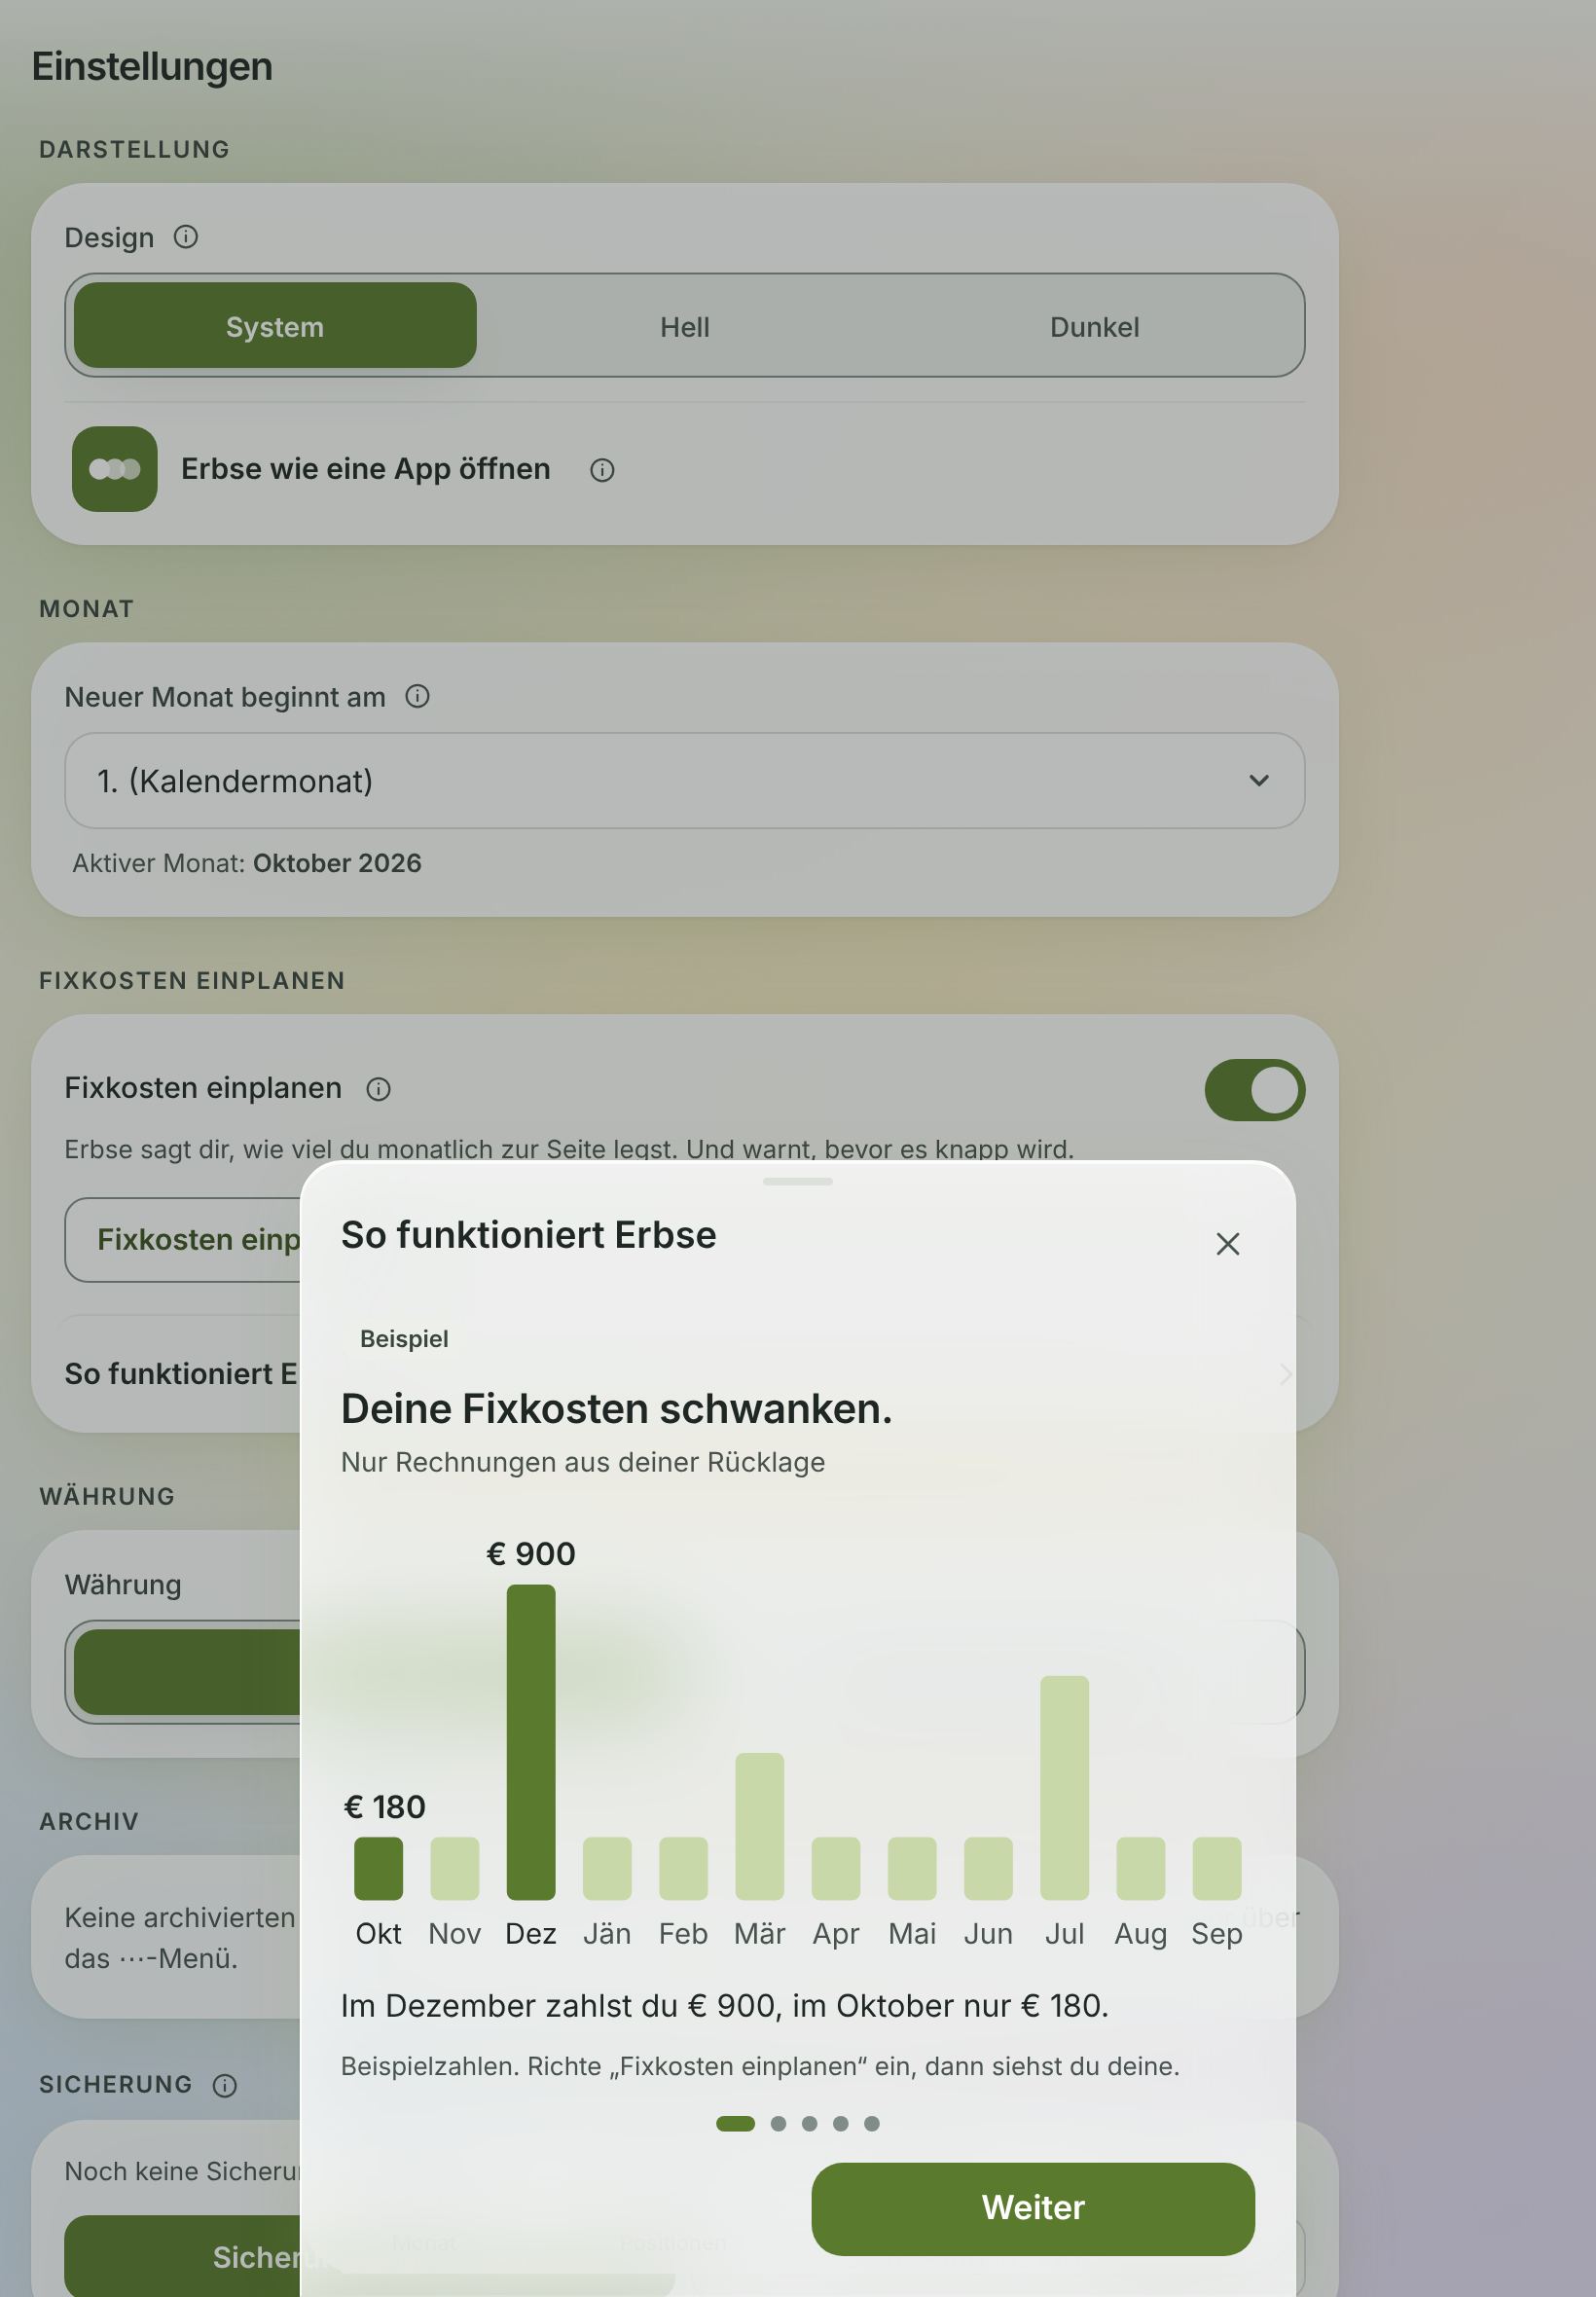 Einstellungen
DARSTELLUNG
Design
System
Hell
Dunkel
Erbse wie eine App öffnen
MONAT
Neuer Monat beginnt am
1. (Kalendermonat)
Aktiver Monat: Oktober 2026
FIXKOSTEN EINPLANEN
Fixkosten einplanen
Erbse sagt dir, wie viel du monatlich zur Seite legst. Und warnt, bevor es knapp wird.
Fixkosten einp
So funktioniert E
WÄHRUNG
Währung
ARCHIV
Keine archivierten
über
das ···-Menü.
SICHERUNG
Noch keine Sicheru
Sicher
So funktioniert Erbse
Beispiel
Deine Fixkosten schwanken.
Nur Rechnungen aus deiner Rücklage
€ 900
€ 180
Okt Nov Dez Jän Feb Mär Apr Mai Jun Jul Aug Sep
Im Dezember zahlst du € 900, im Oktober nur € 180.
Beispielzahlen. Richte „Fixkosten einplanen“ ein, dann siehst du deine.
Weiter
Monat
Positionen